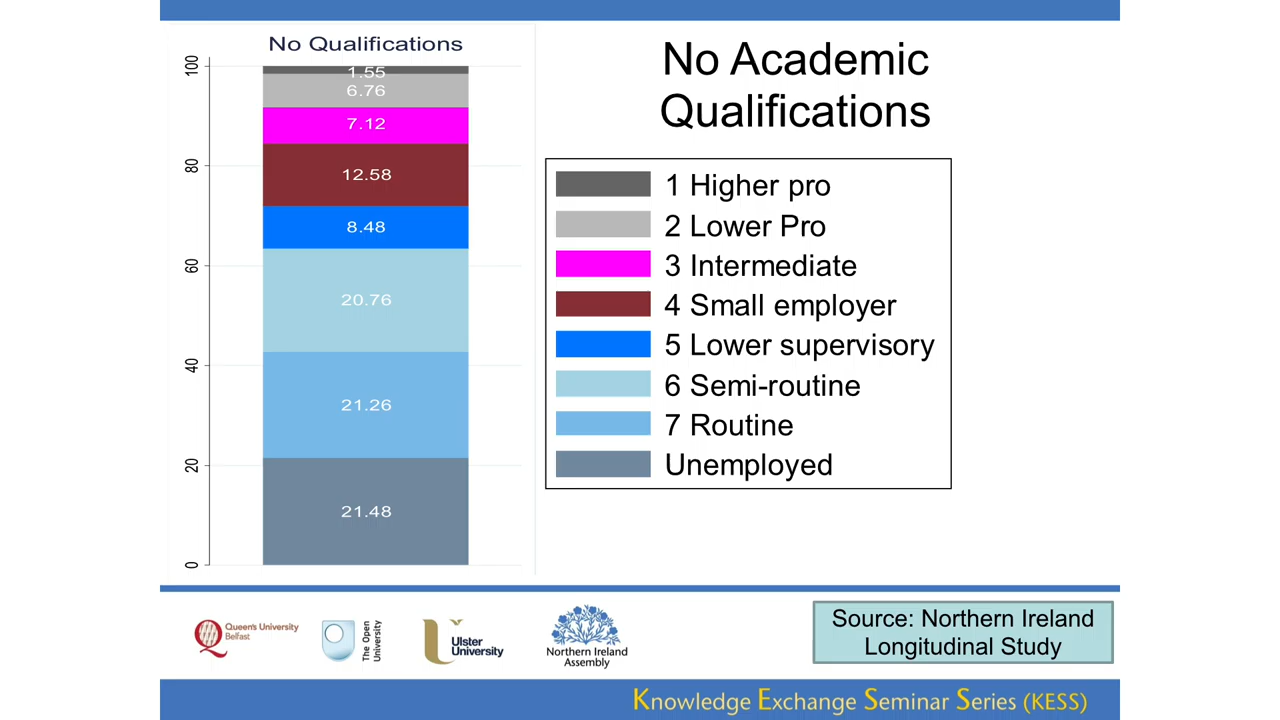 No Qualifications
100
80
60
40
20
0
1.55
6.76
7.12
12.58
8.48
20.76
21.26
21.48
No Academic
Qualifications
1 Higher pro
2 Lower Pro
3 Intermediate
4 Small employer
5 Lower supervisory
6 Semi-routine
7 Routine
Unemployed
Queen's University
Belfast
The Open
University
Ulster
University
Northern Ireland
Assembly
Source: Northern Ireland
Longitudinal Study
Knowledge Exchange Seminar Series (KESS)